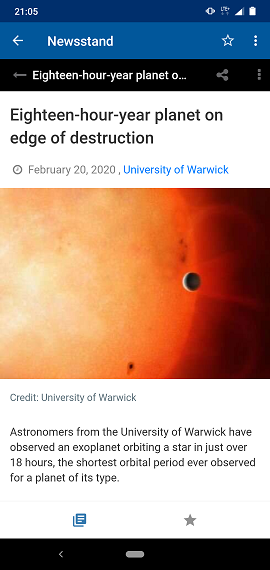 21:05
Newsstand
Eighteen-hour-year planet o...
Eighteen-hour-year planet on
edge of destruction
February 20, 2020 , University of Warwick
Credit: University of Warwick
Astronomers from the University of Warwick have
observed an exoplanet orbiting a star in just over
18 hours, the shortest orbital period ever observed
for a planet of its type.